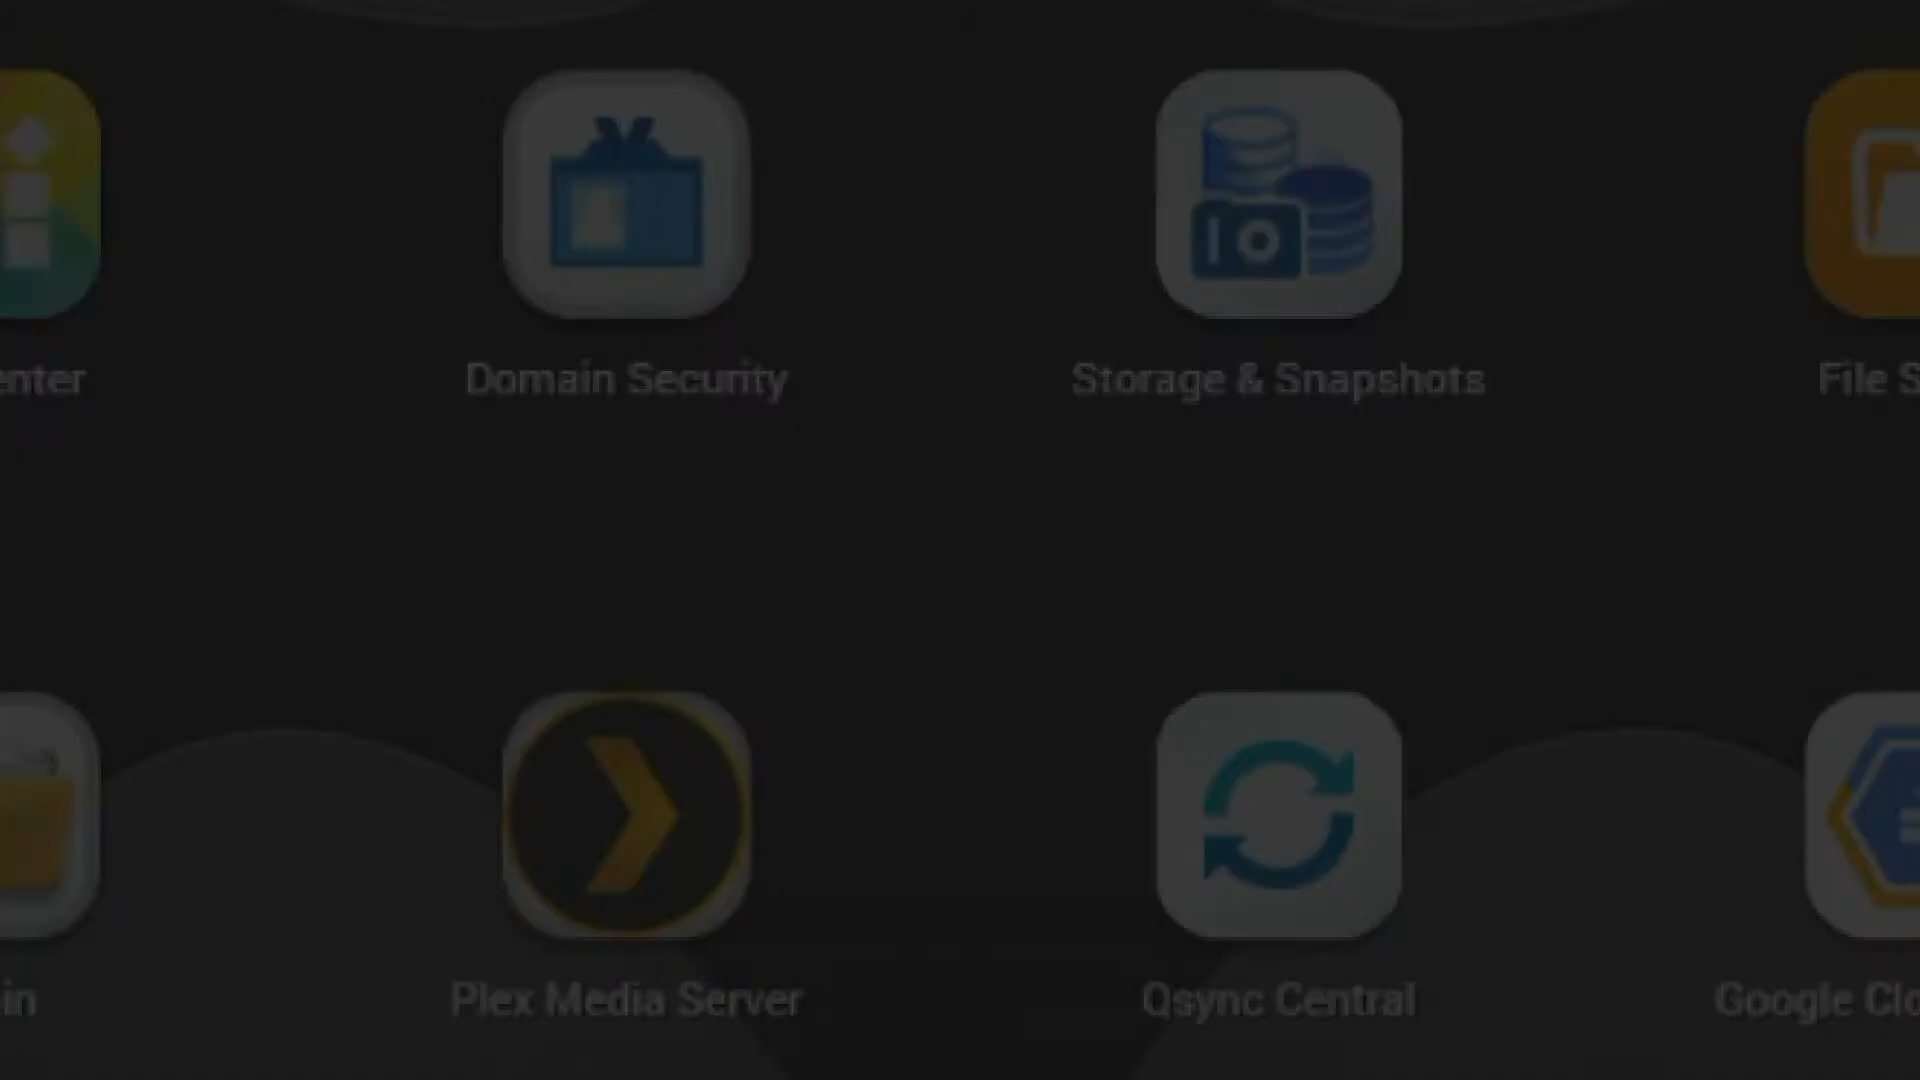 enter
Domain Security
Storage & Snapshots
File S
in
Plex Media Server
Qsync Central
Google Clo